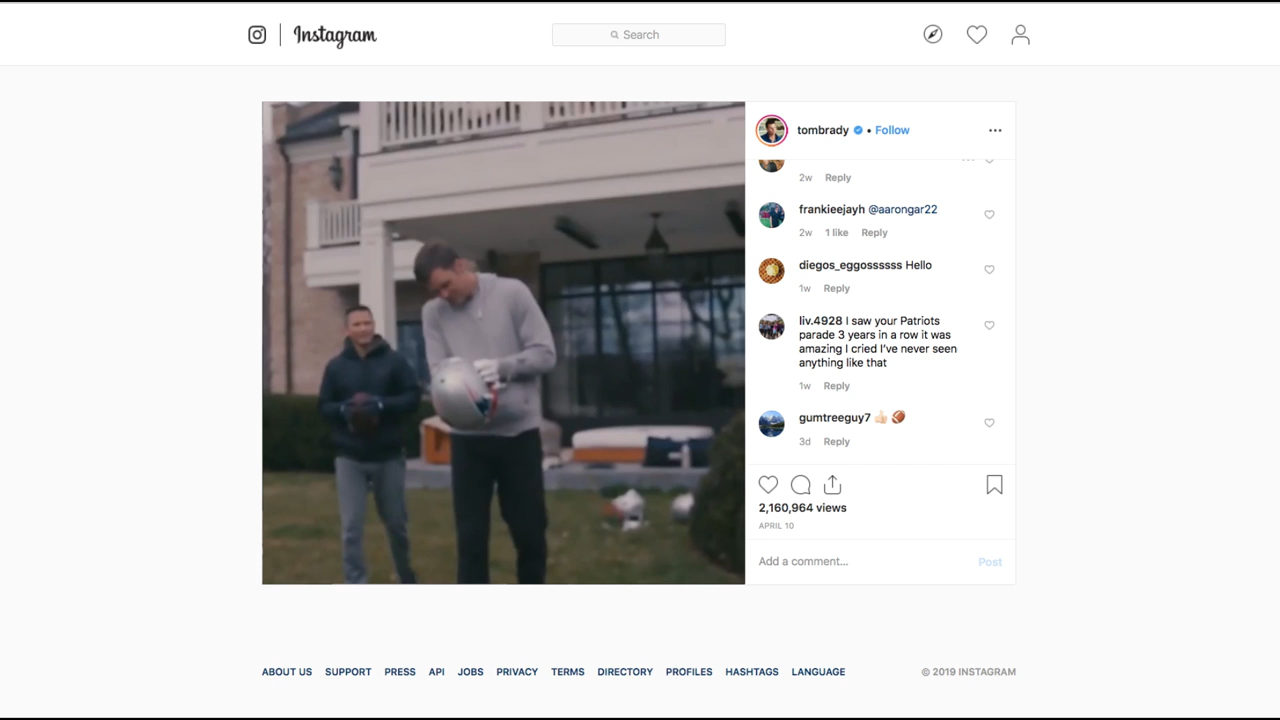 Instagram
Search
tombrady • Follow
2w Reply
frankieejayh @aarongar22
2w 1 like Reply
diegos_eggossssss Hello
1w Reply
liv.4928 I saw your Patriots
parade 3 years in a row it was
amazing I cried I've never seen
anything like that
1w Reply
gumtreeguy7 👍🏻 🏈
3d Reply
2,160,964 views
APRIL 10
Add a comment... Post
ABOUT US SUPPORT PRESS API JOBS PRIVACY TERMS DIRECTORY PROFILES HASHTAGS LANGUAGE © 2019 INSTAGRAM